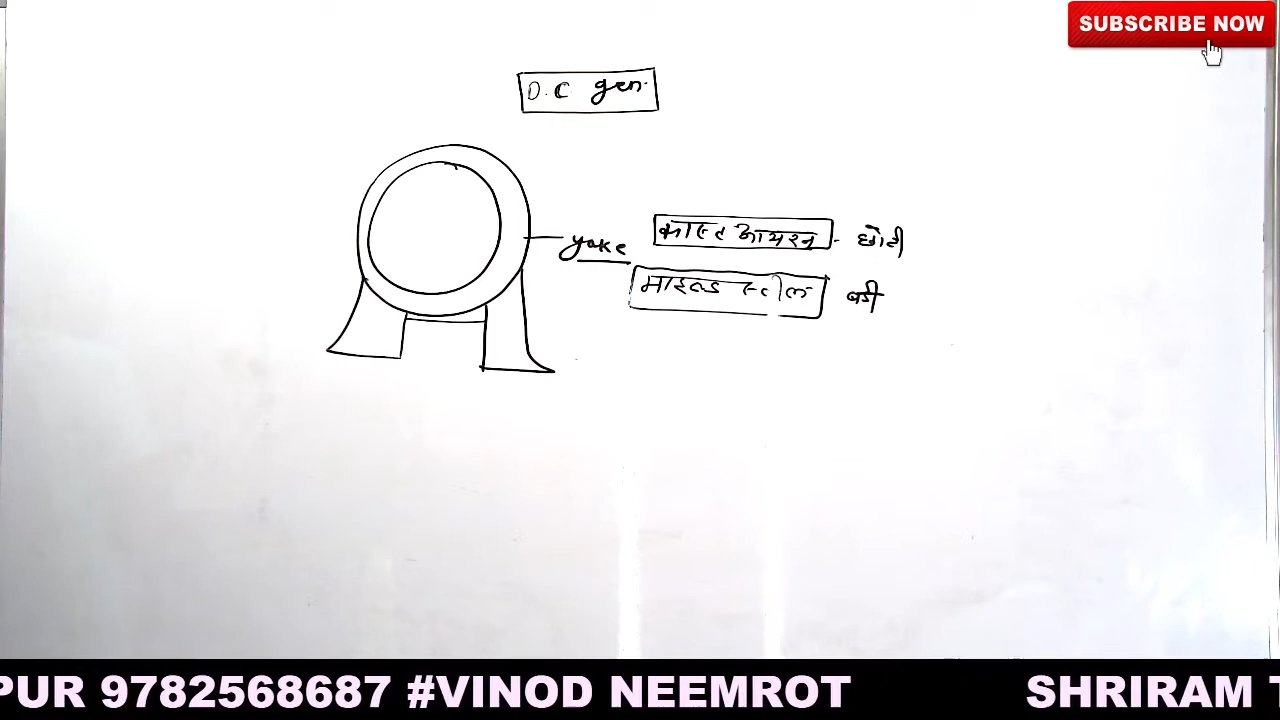 SUBSCRIBE NOW
D.C gen.
yoke
कास्ट आयरन - छोटी
माइल्ड स्टील बडी
PUR 9782568687 #VINOD NEEMROT SHRIRAM T